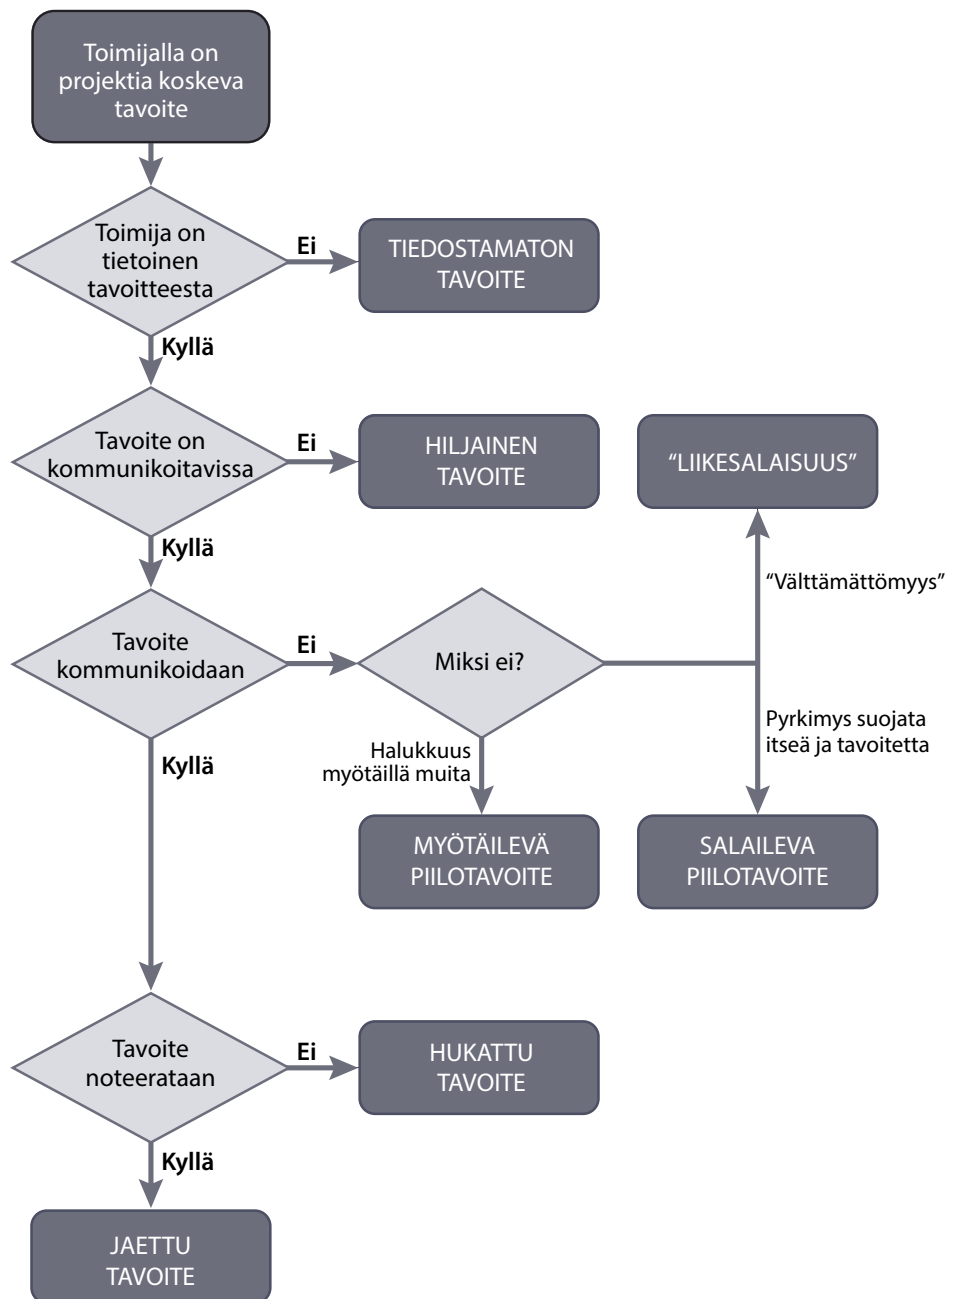 Toimijalla on
projektia koskeva
tavoite
Toimija on
tietoinen
tavoitteesta
Ei
TIEDOSTAMATON
TAVOITE
Kyllä
Tavoite on
kommunikoitavissa
Ei
HILJAINEN
TAVOITE
“LIIKESALAISUUS”
Kyllä
“Välttämättömyys”
Tavoite
kommunikoidaan
Ei
Miksi ei?
Pyrkimys suojata
itseä ja tavoitetta
Kyllä
Halukkuus
myötäillä muita
MYÖTÄILEVÄ
PIILOTAVOITE
SALAILEVA
PIILOTAVOITE
Tavoite
noteerataan
Ei
HUKATTU
TAVOITE
Kyllä
JAETTU
TAVOITE